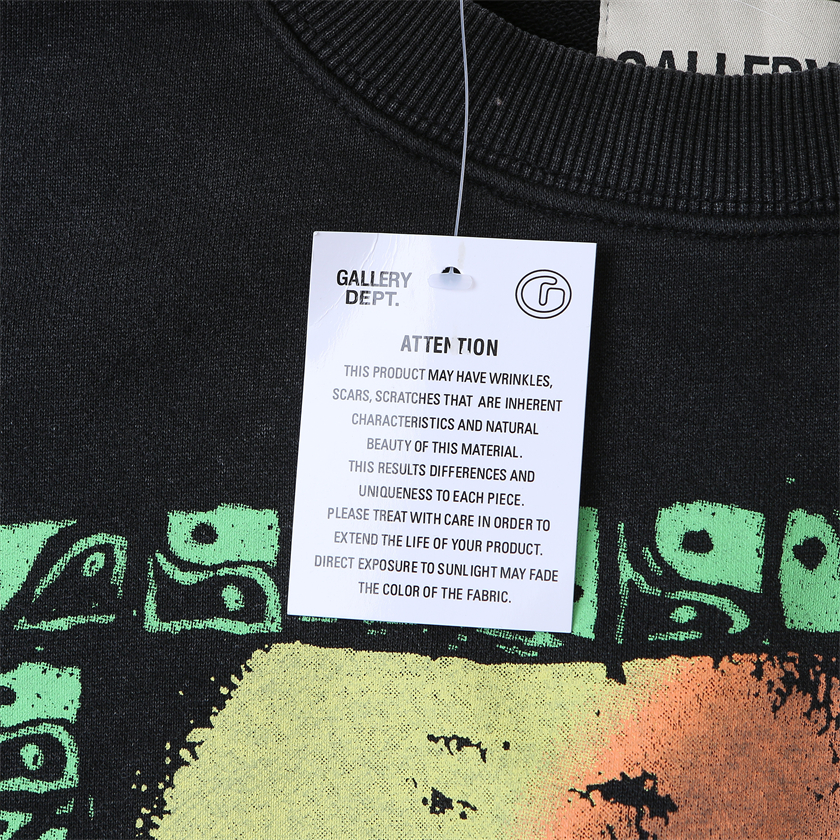 GALLERY
GALLERY
DEPT.
ATTENTION
THIS PRODUCT MAY HAVE WRINKLES,
SCARS, SCRATCHES THAT ARE INHERENT
CHARACTERISTICS AND NATURAL
BEAUTY OF THIS MATERIAL.
THIS RESULTS DIFFERENCES AND
UNIQUENESS TO EACH PIECE.
PLEASE TREAT WITH CARE IN ORDER TO
EXTEND THE LIFE OF YOUR PRODUCT.
DIRECT EXPOSURE TO SUNLIGHT MAY FADE
THE COLOR OF THE FABRIC.